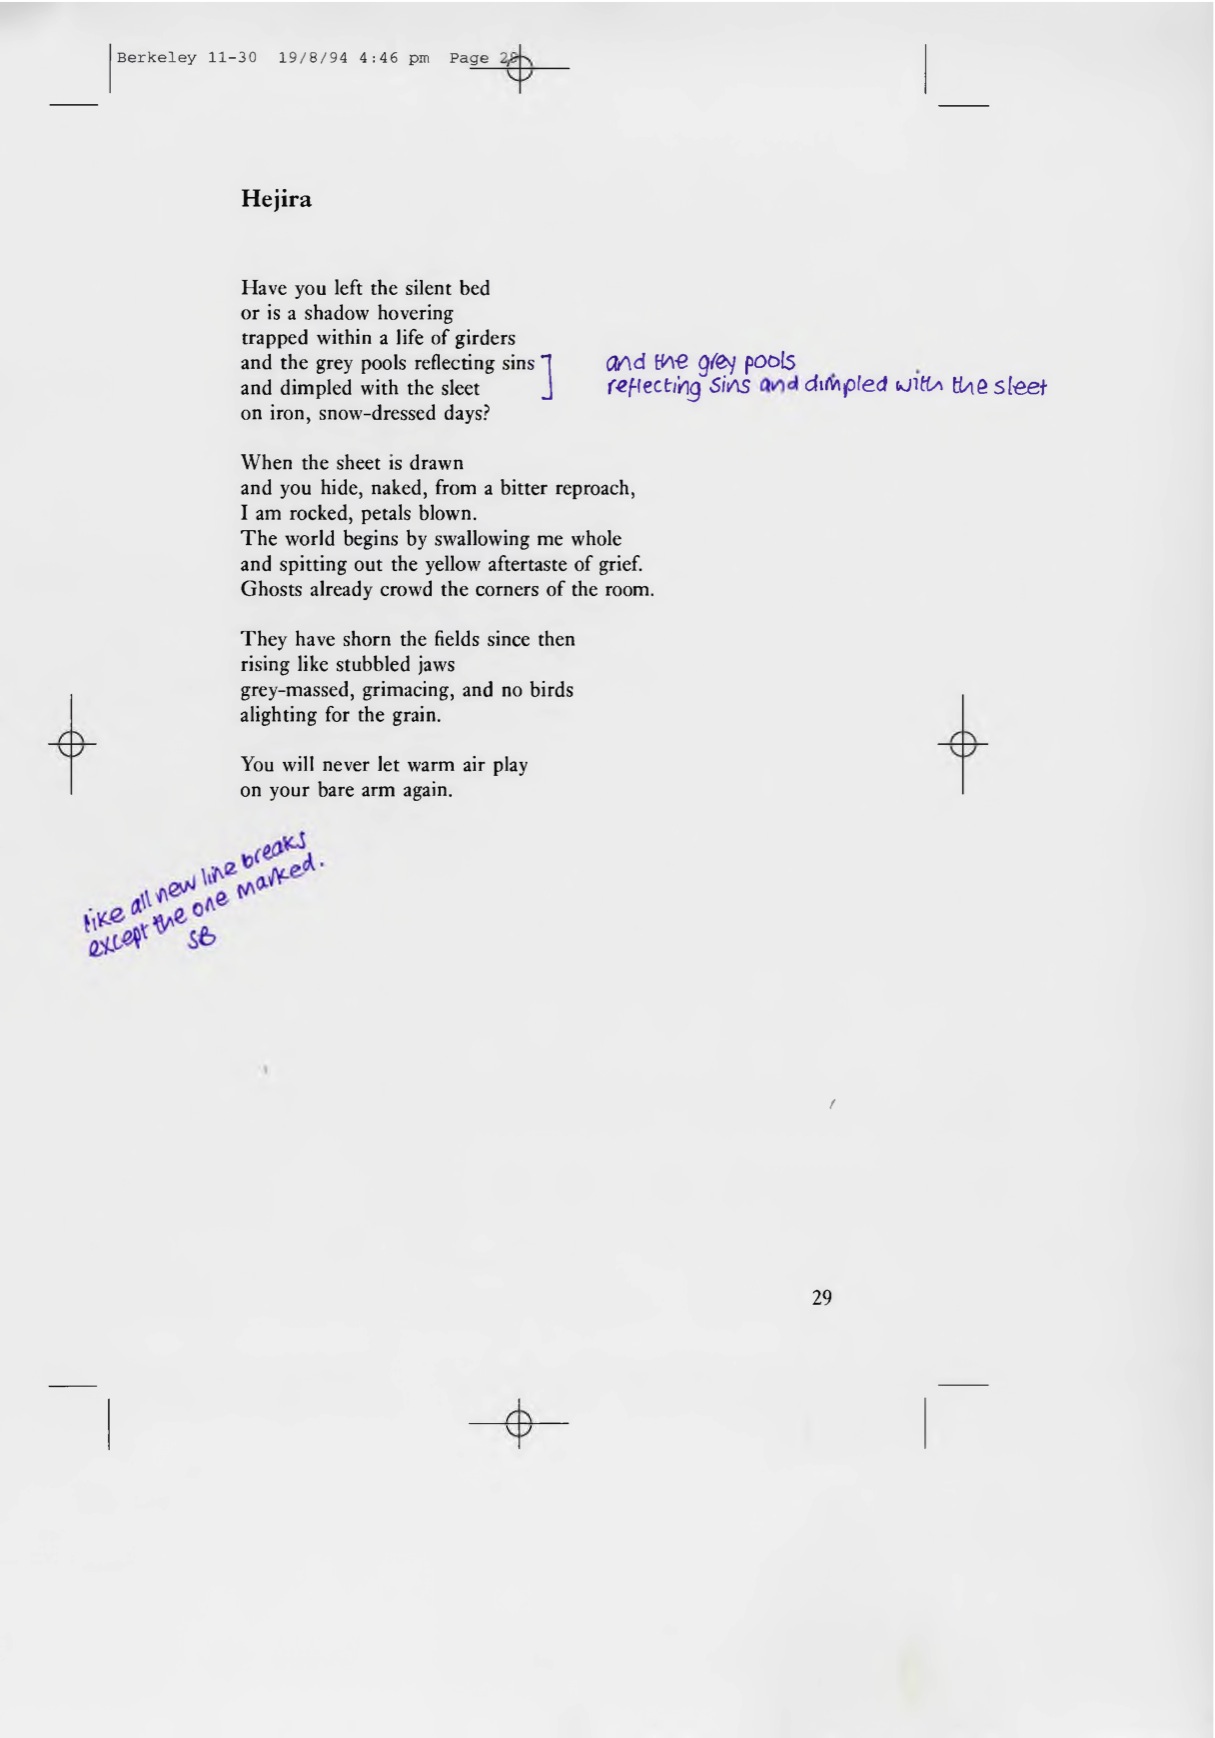 Berkeley 11-30 19/8/94 4:46 pm Page
Hejira
Have you left the silent bed
or is a shadow hovering
trapped within a life of girders
and the grey pools reflecting sins
and dimpled with the sleet
on iron, snow-dressed days?
and the grey pools
reflecting sins and dimpled with the sleet
When the sheet is drawn
and you hide, naked, from a bitter reproach,
I am rocked, petals blown.
The world begins by swallowing me whole
and spitting out the yellow aftertaste of grief.
Ghosts already crowd the corners of the room.
They have shorn the fields since then
rising like stubbled jaws
grey-massed, grimacing, and no birds
alighting for the grain.
You will never let warm air play
on your bare arm again.
like all new line breaks
except the one marked.
SB
29